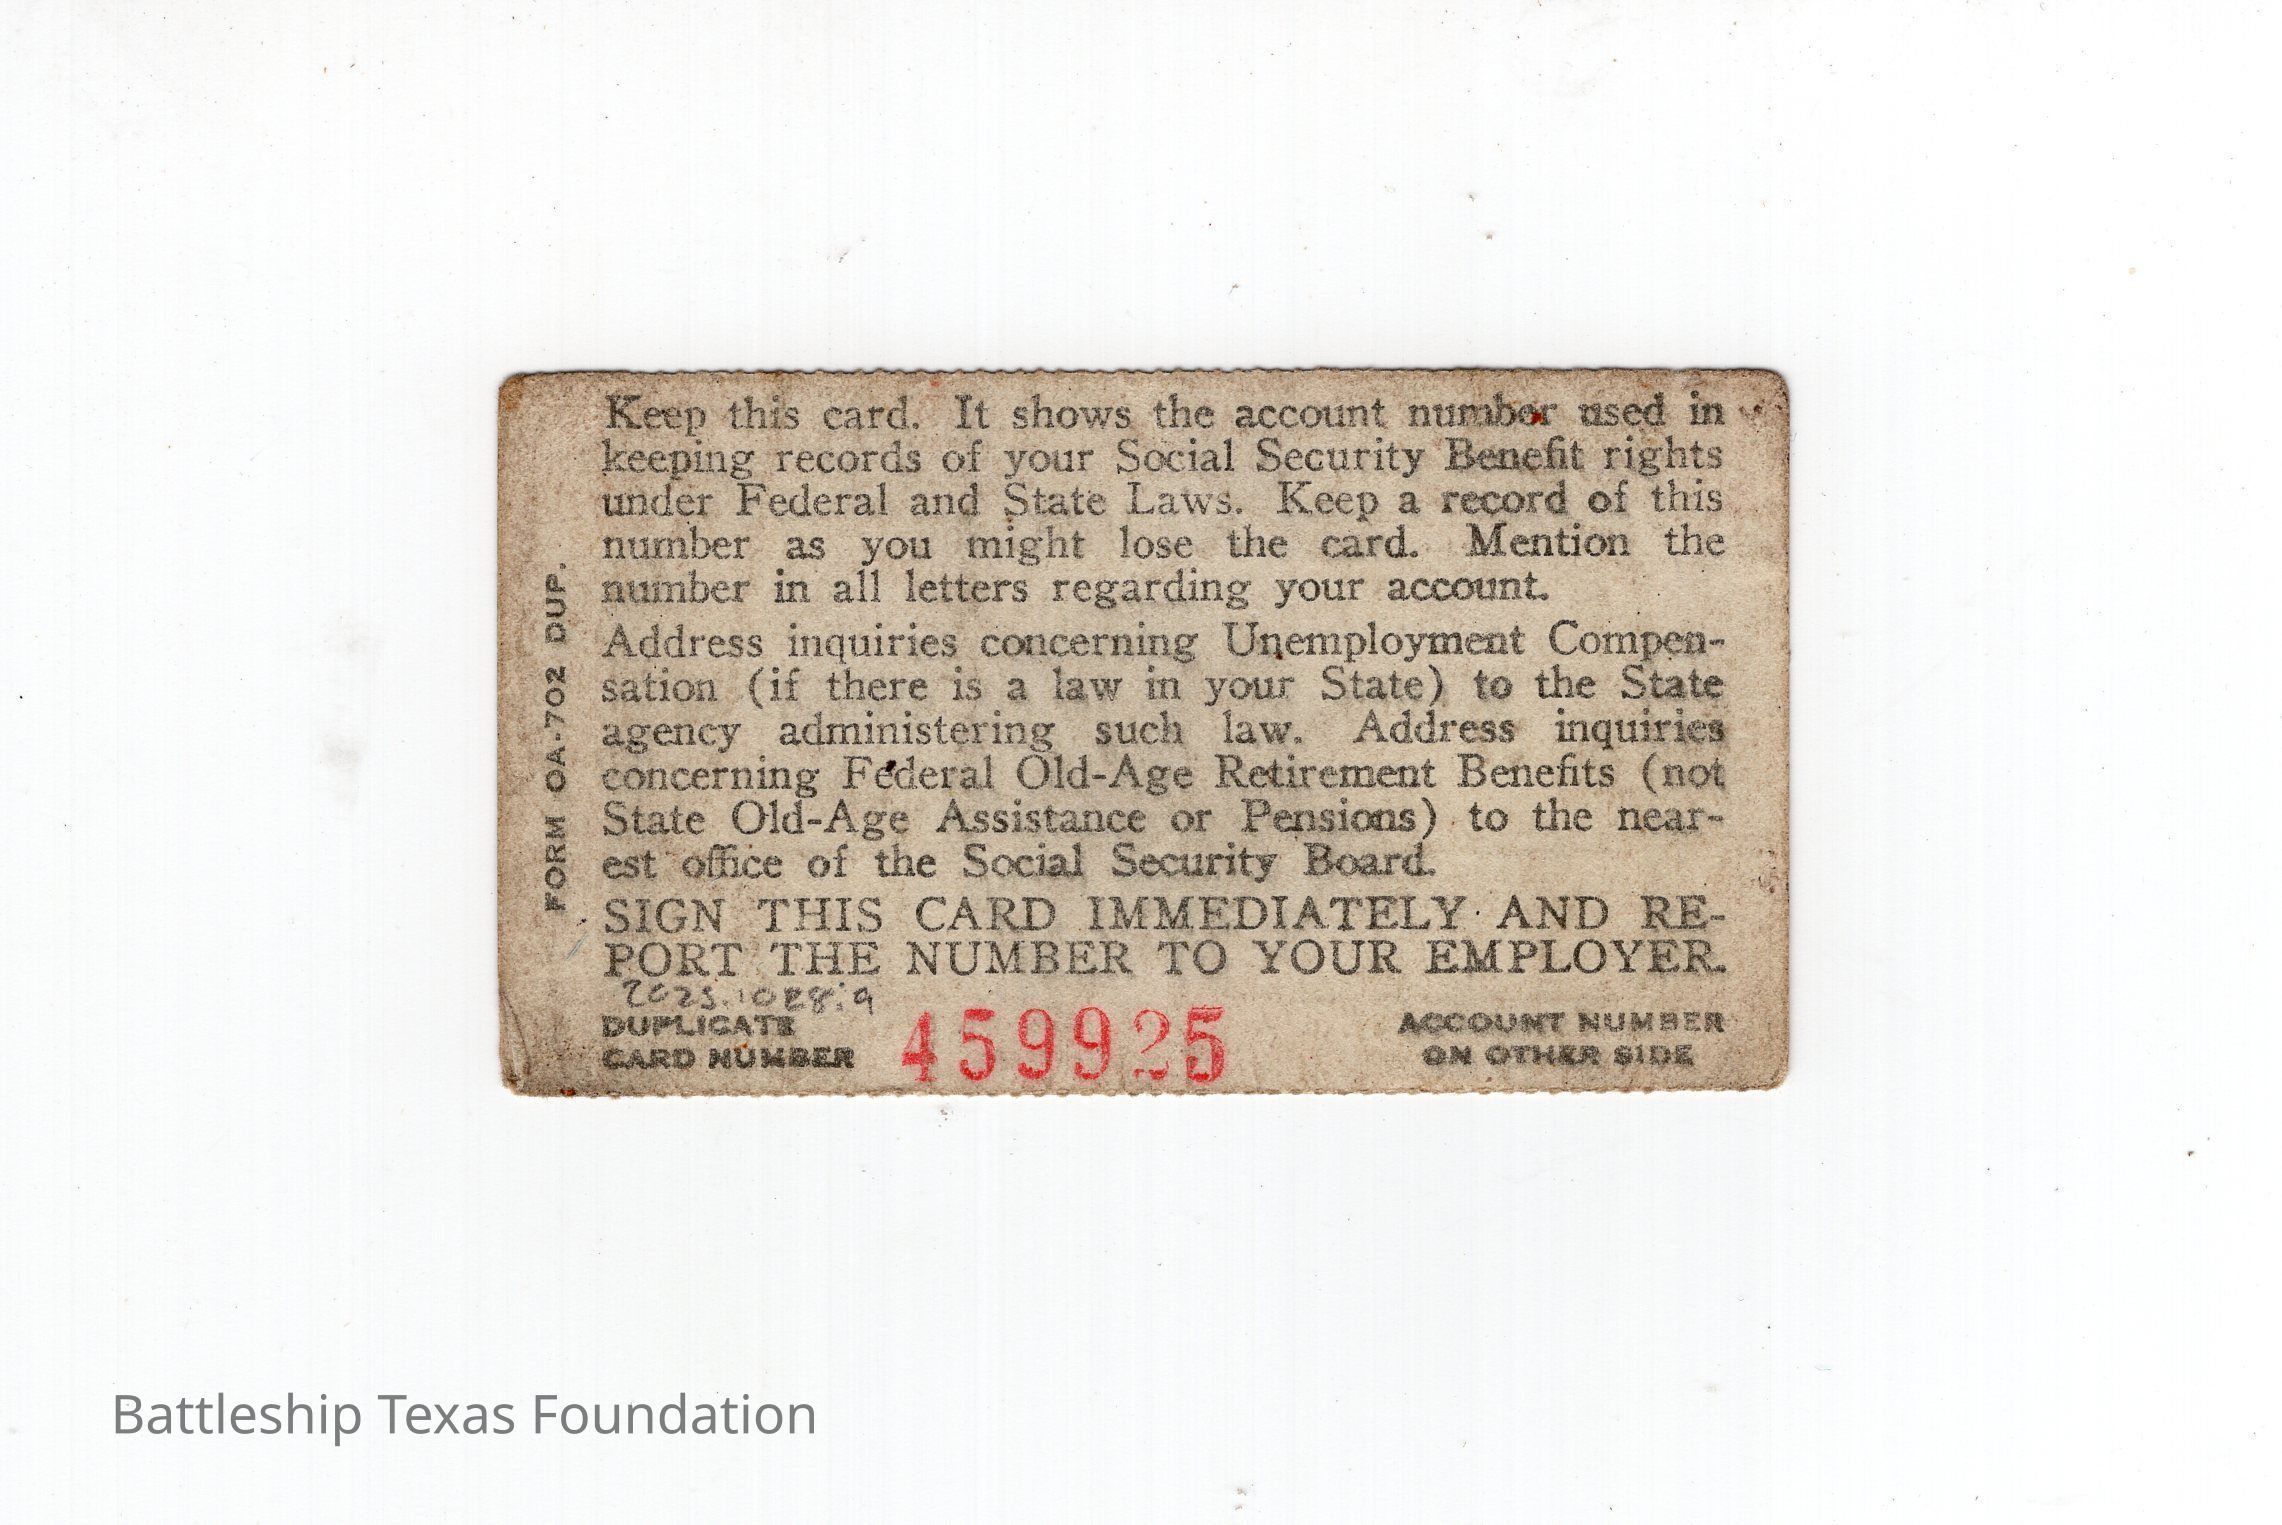 Keep this card. It shows the account number used in
keeping records of your Social Security Benefit rights
under Federal and State Laws. Keep a record of this
number as you might lose the card. Mention the
number in all letters regarding your account.
Address inquiries concerning Unemployment Compen-
sation (if there is a law in your State) to the State
agency administering such law. Address inquiries
concerning Federal Old-Age Retirement Benefits (not
State Old-Age Assistance or Pensions) to the near-
est office of the Social Security Board.
SIGN THIS CARD IMMEDIATELY AND RE-
PORT THE NUMBER TO YOUR EMPLOYER.
DUPLICATE
CARD NUMBER
459925
ACCOUNT NUMBER
ON OTHER SIDE
FORM OA-702 DUP.
Battleship Texas Foundation